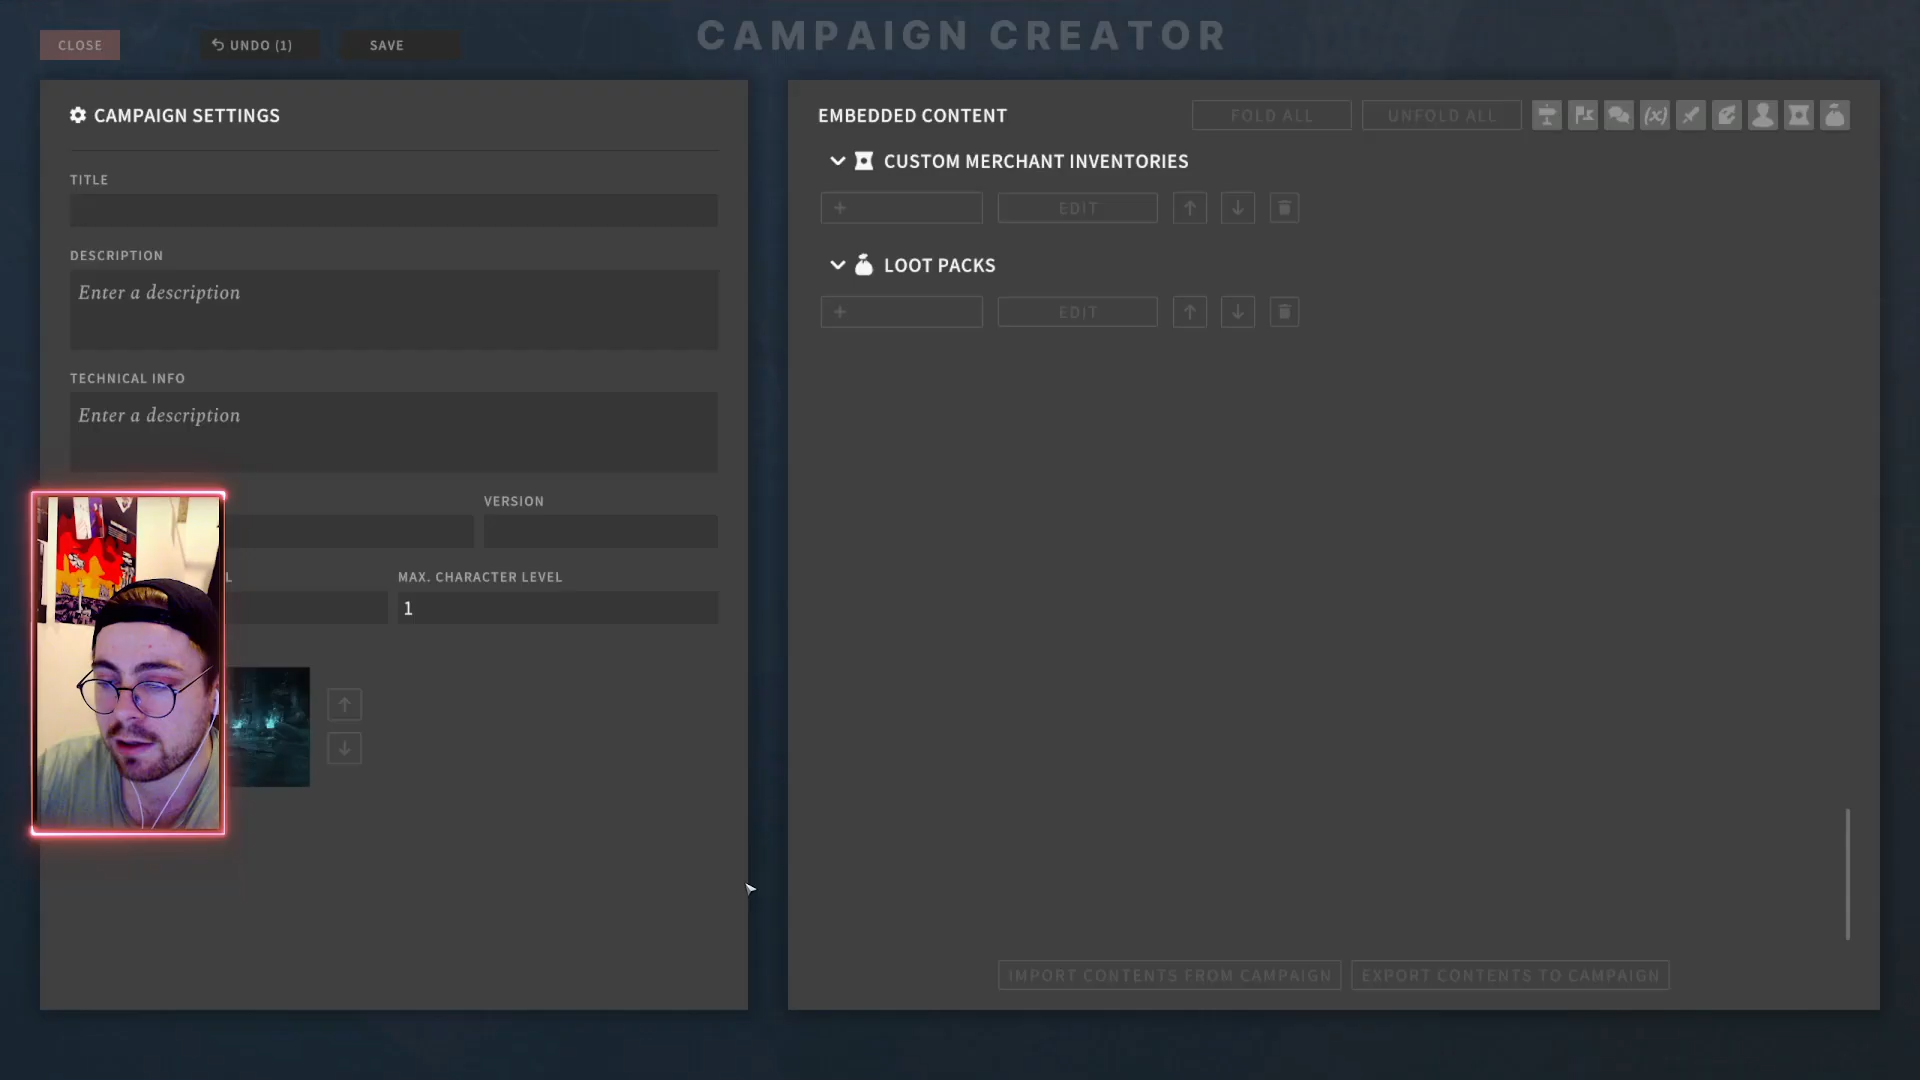 CAMPAIGN CREATOR
CLOSE
UNDO (1)
SAVE
CAMPAIGN SETTINGS
TITLE
DESCRIPTION
Enter a description
TECHNICAL INFO
Enter a description
VERSION
L
MAX. CHARACTER LEVEL
1
EMBEDDED CONTENT
FOLD ALL
UNFOLD ALL
(x)
CUSTOM MERCHANT INVENTORIES
+
EDIT
LOOT PACKS
+
EDIT
IMPORT CONTENTS FROM CAMPAIGN
EXPORT CONTENTS TO CAMPAIGN